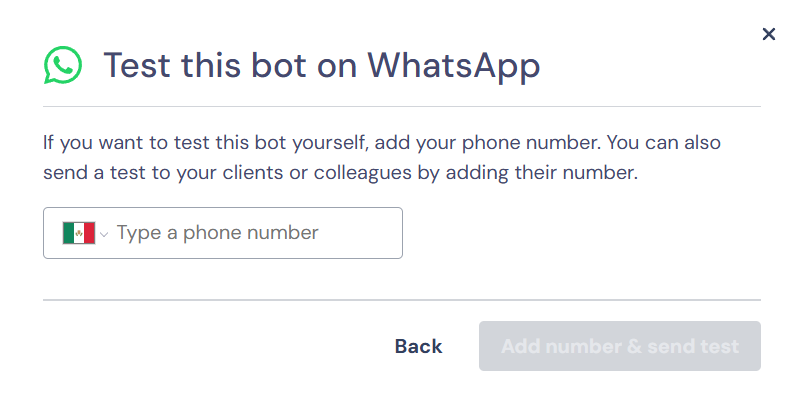 Test this bot on WhatsApp
If you want to test this bot yourself, add your phone number. You can also
send a test to your clients or colleagues by adding their number.
Type a phone number
Back
Add number & send test